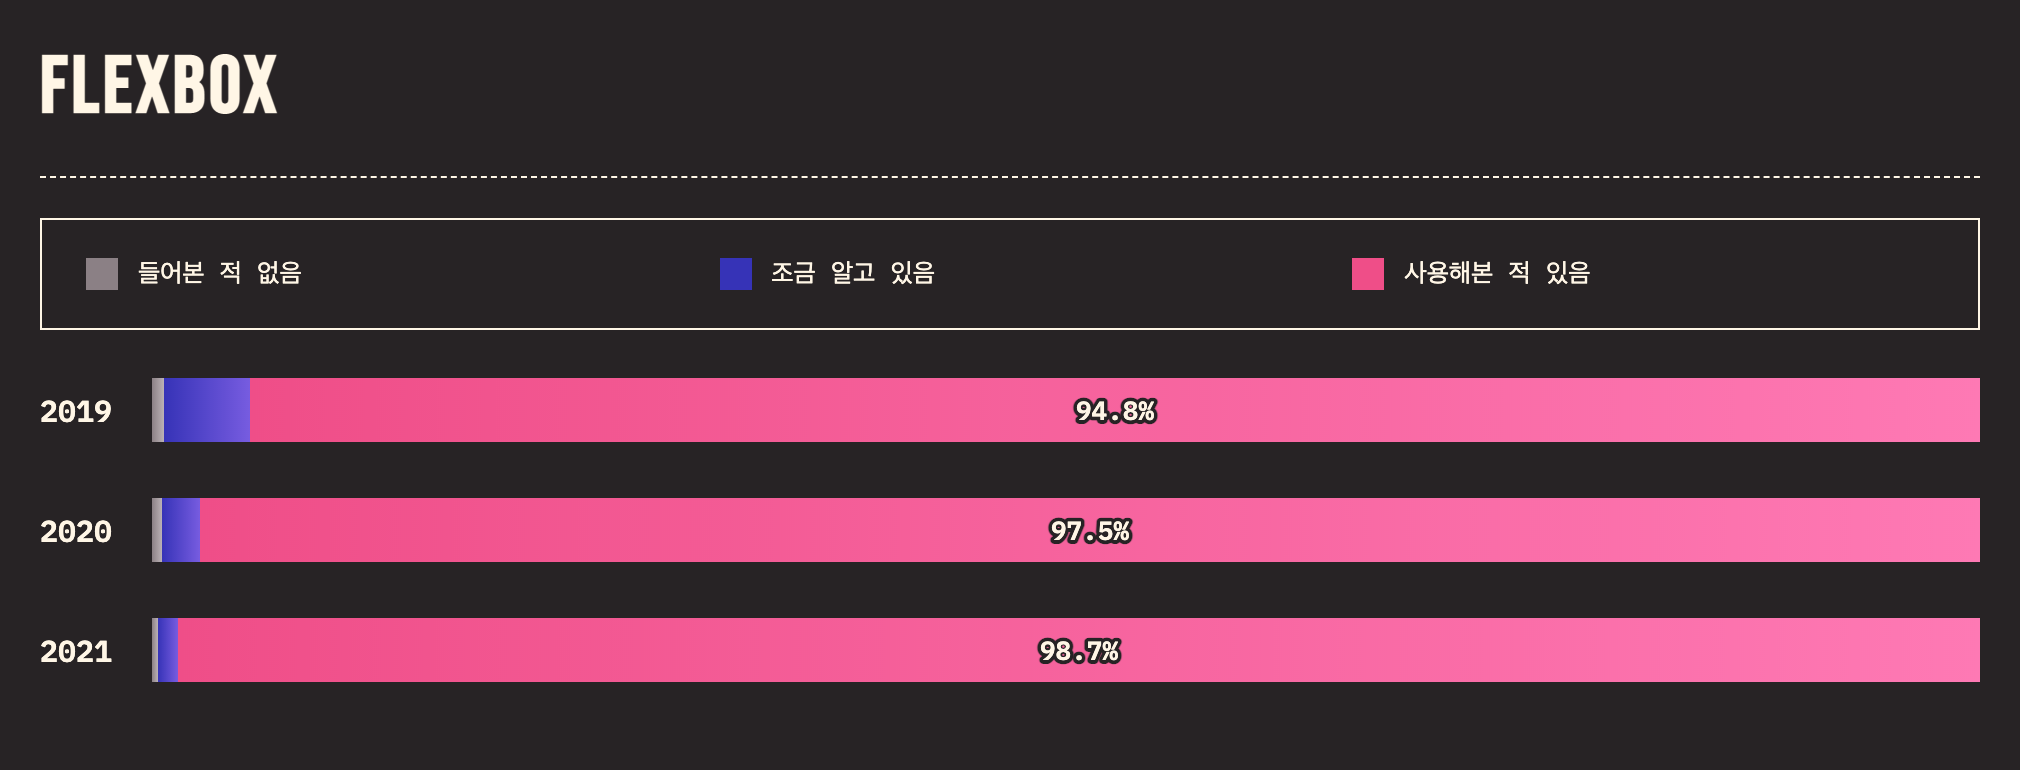 FLEXBOX
들어본 적 없음
조금 알고 있음
사용해본 적 있음
2019 94.8%
2020 97.5%
2021 98.7%